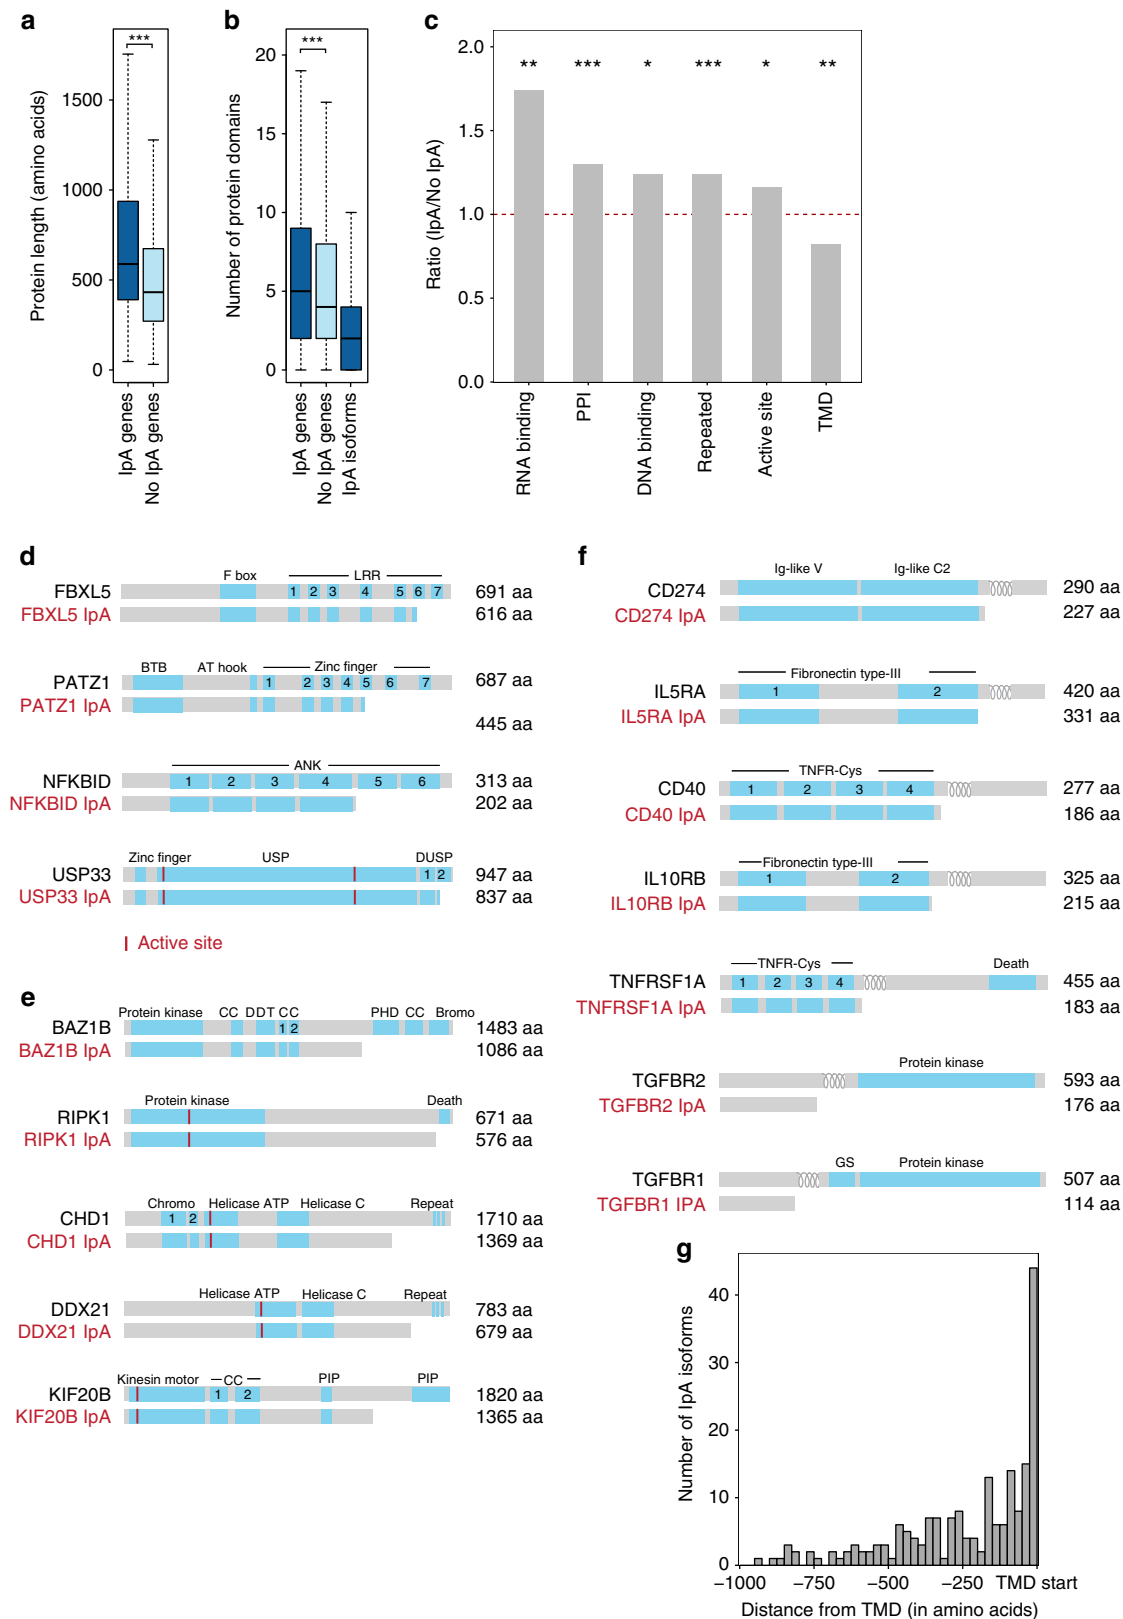 a
***
Protein length (amino acids)
1500
1000
500
0
IpA genes
No IpA genes
b
***
Number of protein domains
20
15
10
5
0
IpA genes
No IpA genes
IpA isoforms
c
Ratio (IpA/No IpA)
2.0
1.5
1.0
0.5
0.0
** *** * *** * **
RNA binding
PPI
DNA binding
Repeated
Active site
TMD
d
F box LRR
FBXL5 1 2 3 4 5 6 7 691 aa
FBXL5 IpA 616 aa
BTB AT hook Zinc finger
PATZ1 1 2 3 4 5 6 7 687 aa
PATZ1 IpA
445 aa
ANK
NFKBID 1 2 3 4 5 6 313 aa
NFKBID IpA 202 aa
Zinc finger USP DUSP
USP33 1 2 947 aa
USP33 IpA 837 aa
Active site
e
Protein kinase CC DDT CC PHD CC Bromo
BAZ1B 1 2 1483 aa
BAZ1B IpA 1086 aa
Protein kinase Death
RIPK1 671 aa
RIPK1 IpA 576 aa
Chromo Helicase ATP Helicase C Repeat
CHD1 1 2 1710 aa
CHD1 IpA 1369 aa
Helicase ATP Helicase C Repeat
DDX21 783 aa
DDX21 IpA 679 aa
Kinesin motor CC PIP PIP
KIF20B 1 2 1820 aa
KIF20B IpA 1365 aa
f
Ig-like V Ig-like C2
CD274 290 aa
CD274 IpA 227 aa
Fibronectin type-III
IL5RA 1 2 420 aa
IL5RA IpA 331 aa
TNFR-Cys
CD40 1 2 3 4 277 aa
CD40 IpA 186 aa
Fibronectin type-III
IL10RB 1 2 325 aa
IL10RB IpA 215 aa
TNFR-Cys Death
TNFRSF1A 1 2 3 4 455 aa
TNFRSF1A IpA 183 aa
Protein kinase
TGFBR2 593 aa
TGFBR2 IpA 176 aa
GS Protein kinase
TGFBR1 507 aa
TGFBR1 IPA 114 aa
g
Number of IpA isoforms
40
30
20
10
0
−1000 −750 −500 −250 TMD start
Distance from TMD (in amino acids)